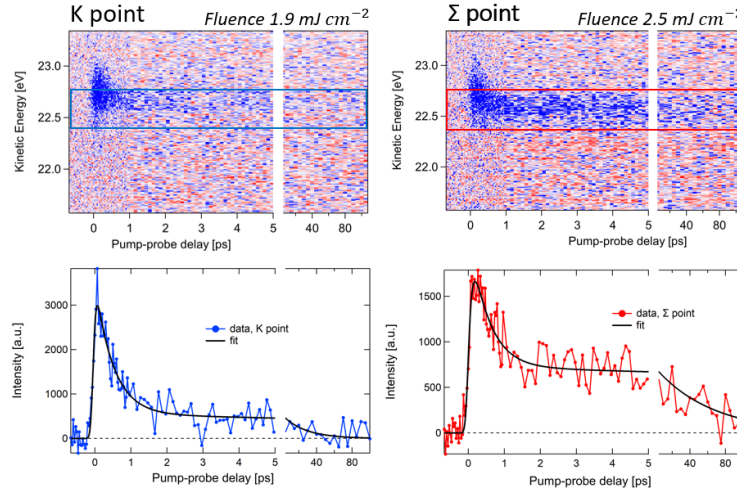 K point
Fluence 1.9 mJ cm⁻²
Σ point
Fluence 2.5 mJ cm⁻²
Kinetic Energy [eV]
23.0
22.5
22.0
0 1 2 3 4 5 40 80
Pump-probe delay [ps]
Kinetic Energy [eV]
23.0
22.5
22.0
0 1 2 3 4 5 40 80
Pump-probe delay [ps]
Intensity [a.u.]
3000
2000
1000
0
data, K point
fit
0 1 2 3 4 5 40 80
Pump-probe delay [ps]
Intensity [a.u.]
1500
1000
500
0
data, Σ point
fit
0 1 2 3 4 5 40 80
Pump-probe delay [ps]